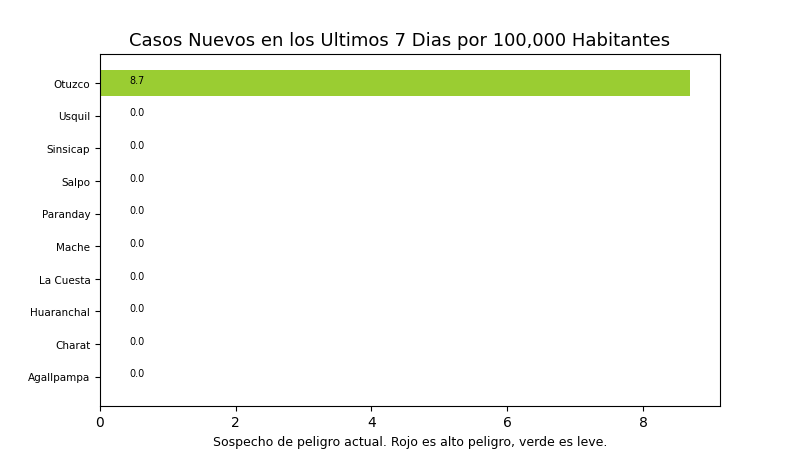 Casos Nuevos en los Ultimos 7 Dias por 100,000 Habitantes
Otuzco 8.7
Usquil 0.0
Sinsicap 0.0
Salpo 0.0
Paranday 0.0
Mache 0.0
La Cuesta 0.0
Huaranchal 0.0
Charat 0.0
Agallpampa 0.0
0 2 4 6 8
Sospecho de peligro actual. Rojo es alto peligro, verde es leve.